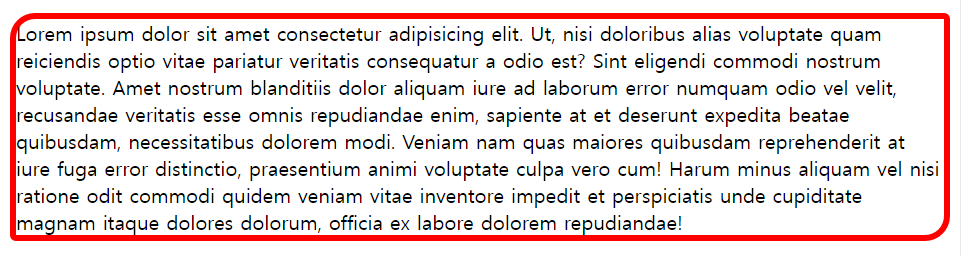 Lorem ipsum dolor sit amet consectetur adipisicing elit. Ut, nisi doloribus alias voluptate quam
reiciendis optio vitae pariatur veritatis consequatur a odio est? Sint eligendi commodi nostrum
voluptate. Amet nostrum blanditiis dolor aliquam iure ad laborum error numquam odio vel velit,
recusandae veritatis esse omnis repudiandae enim, sapiente at et deserunt expedita beatae
quibusdam, necessitatibus dolorem modi. Veniam nam quas maiores quibusdam reprehenderit at
iure fuga error distinctio, praesentium animi voluptate culpa vero cum! Harum minus aliquam vel nisi
ratione odit commodi quidem veniam vitae inventore impedit et perspiciatis unde cupiditate
magnam itaque dolores dolorum, officia ex labore dolorem repudiandae!